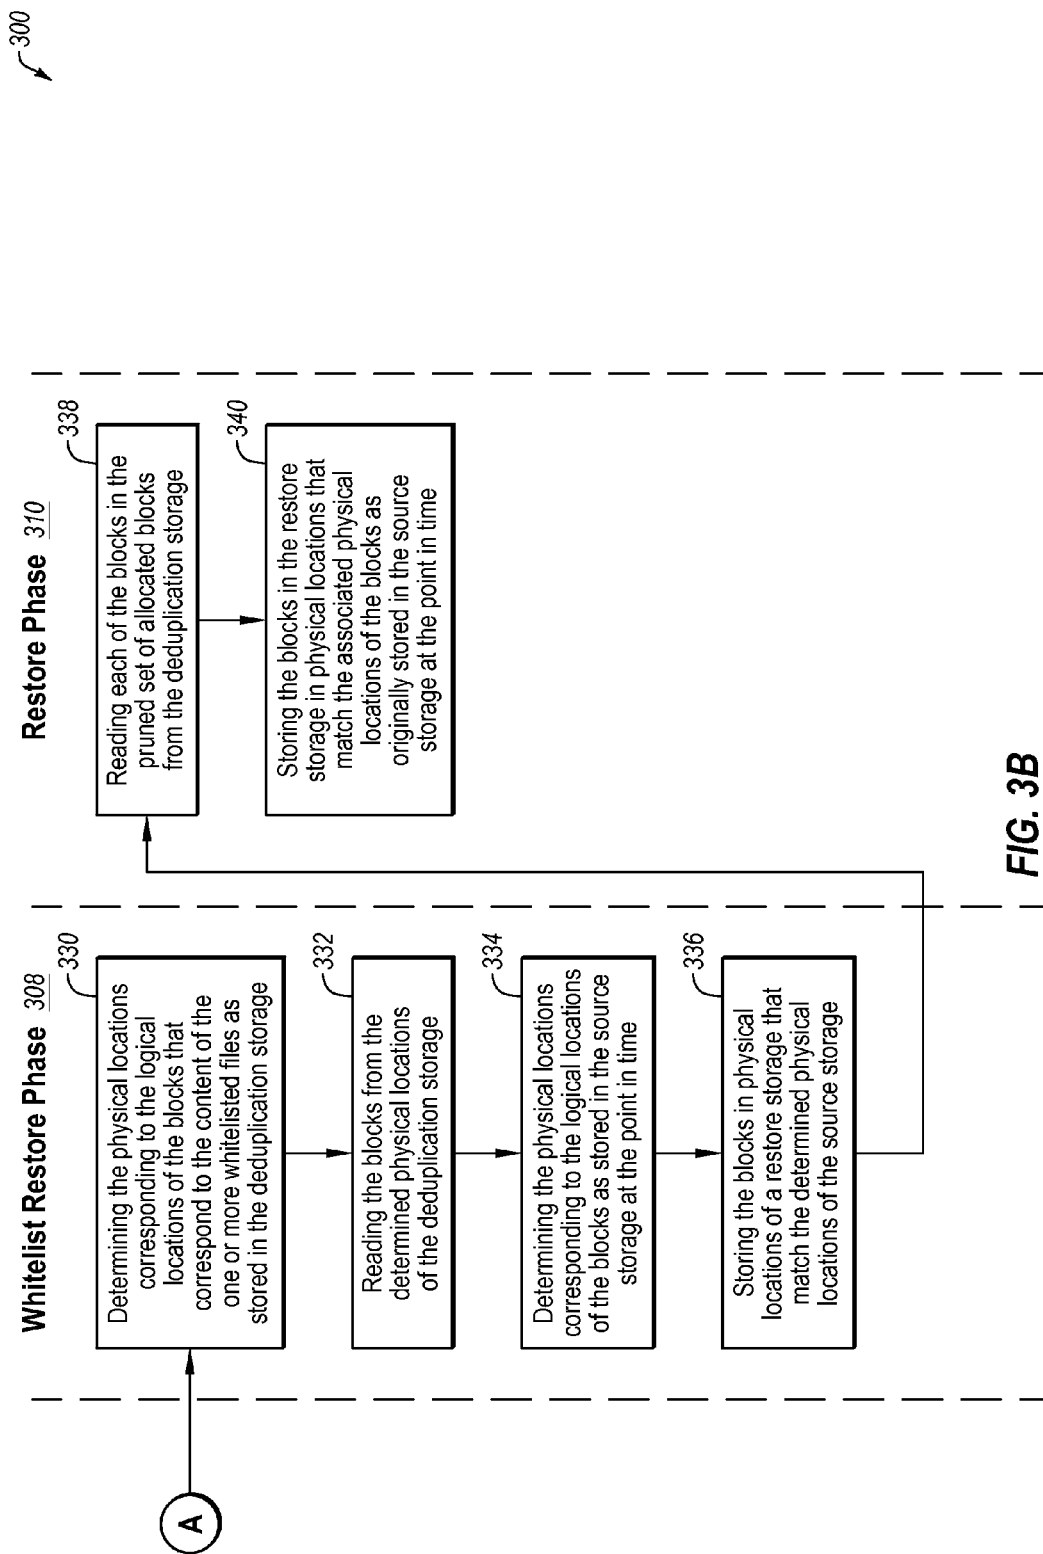 300
Whitelist Restore Phase 308
330
Determining the physical locations
corresponding to the logical
locations of the blocks that
correspond to the content of the
one or more whitelisted files as
stored in the deduplication storage
332
Reading the blocks from the
determined physical locations
of the deduplication storage
334
Determining the physical locations
corresponding to the logical locations
of the blocks as stored in the source
storage at the point in time
336
Storing the blocks in physical
locations of a restore storage that
match the determined physical
locations of the source storage
A
Restore Phase 310
338
Reading each of the blocks in the
pruned set of allocated blocks
from the deduplication storage
340
Storing the blocks in the restore
storage in physical locations that
match the associated physical
locations of the blocks as
originally stored in the source
storage at the point in time
FIG. 3B